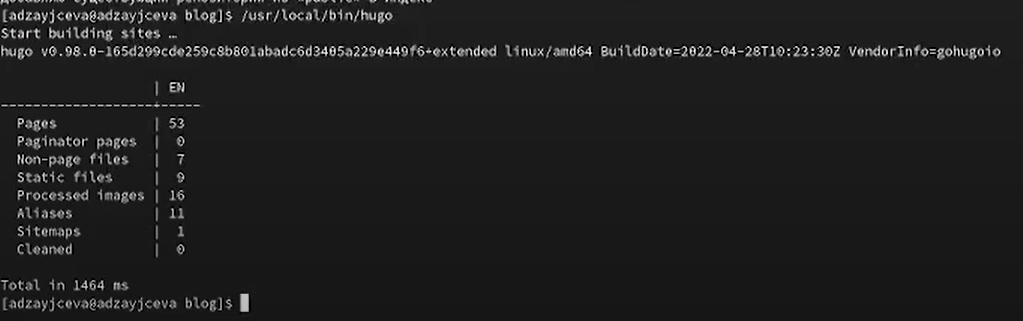 [adzayjceva@adzayjceva blog]$ /usr/local/bin/hugo
Start building sites …
hugo v0.98.0-165d299cde259c8b801abadc6d3405a229e449f6+extended linux/amd64 BuildDate=2022-04-28T10:23:30Z VendorInfo=gohugoio
| EN
-------------------+-----
Pages | 53
Paginator pages | 0
Non-page files | 7
Static files | 9
Processed images | 16
Aliases | 11
Sitemaps | 1
Cleaned | 0
Total in 1464 ms
[adzayjceva@adzayjceva blog]$